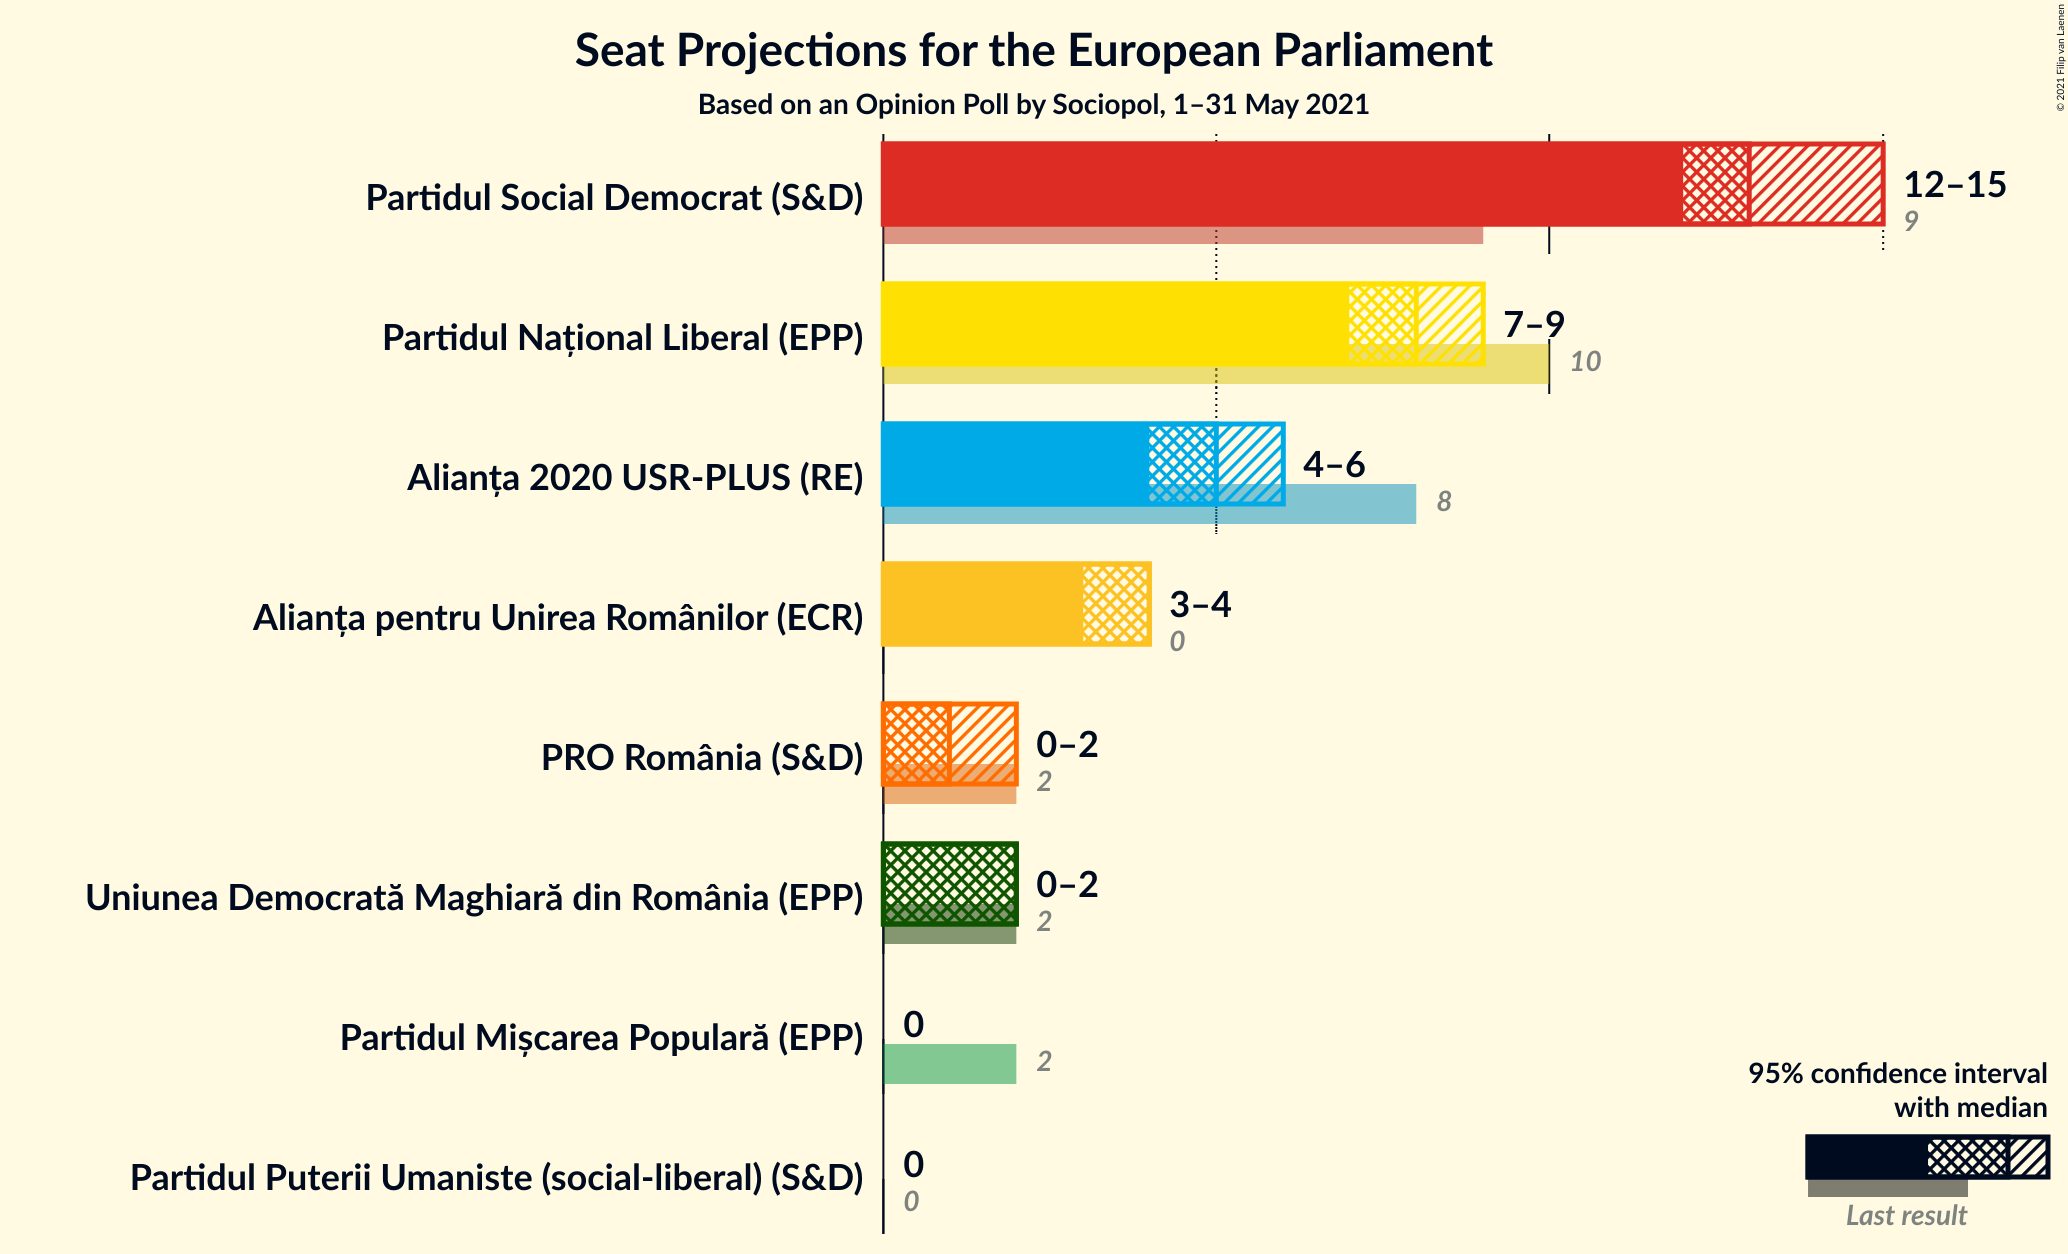 Seat Projections for the European Parliament
Based on an Opinion Poll by Sociopol, 1–31 May 2021
© 2021 Filip van Laenen
Partidul Social Democrat (S&D)
12–15
9
Partidul Național Liberal (EPP)
7–9
10
Alianța 2020 USR-PLUS (RE)
4–6
8
Alianța pentru Unirea Românilor (ECR)
3–4
0
PRO România (S&D)
0–2
2
Uniunea Democrată Maghiară din România (EPP)
0–2
2
Partidul Mișcarea Populară (EPP)
0
2
Partidul Puterii Umaniste (social-liberal) (S&D)
0
0
95% confidence interval
with median
Last result